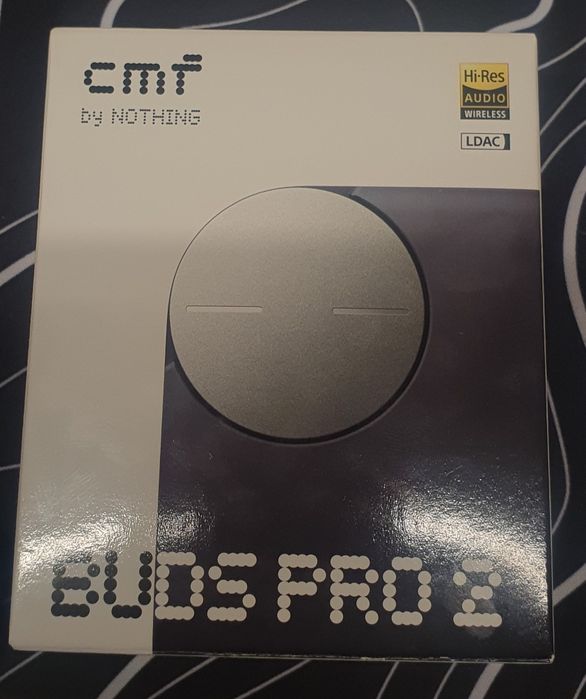 cmf
by NOTHING
Hi-Res
AUDIO
WIRELESS
LDAC
BUDS PRO 2